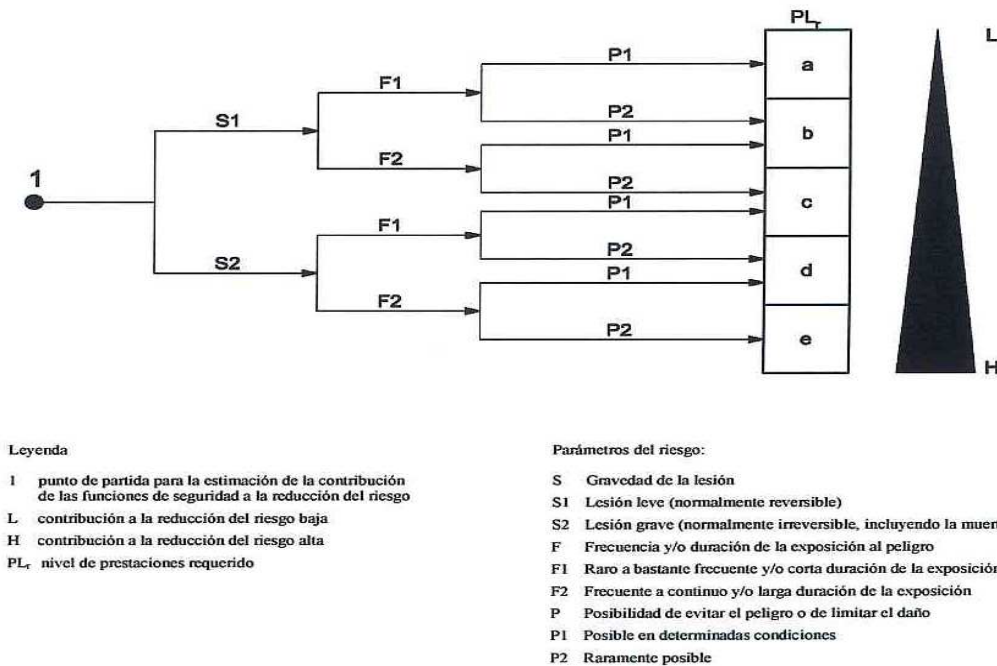 PLr
L
P1
a
F1
P2
S1
P1
b
F2
1
P2
c
P1
F1
P2
S2
d
P1
F2
P2
e
H
Leyenda
1 punto de partida para la estimación de la contribución
de las funciones de seguridad a la reducción del riesgo
L contribución a la reducción del riesgo baja
H contribución a la reducción del riesgo alta
PLr nivel de prestaciones requerido
Parámetros del riesgo:
S Gravedad de la lesión
S1 Lesión leve (normalmente reversible)
S2 Lesión grave (normalmente irreversible, incluyendo la muer
F Frecuencia y/o duración de la exposición al peligro
F1 Raro a bastante frecuente y/o corta duración de la exposición
F2 Frecuente a continuo y/o larga duración de la exposición
P Posibilidad de evitar el peligro o de limitar el daño
P1 Posible en determinadas condiciones
P2 Raramente posible